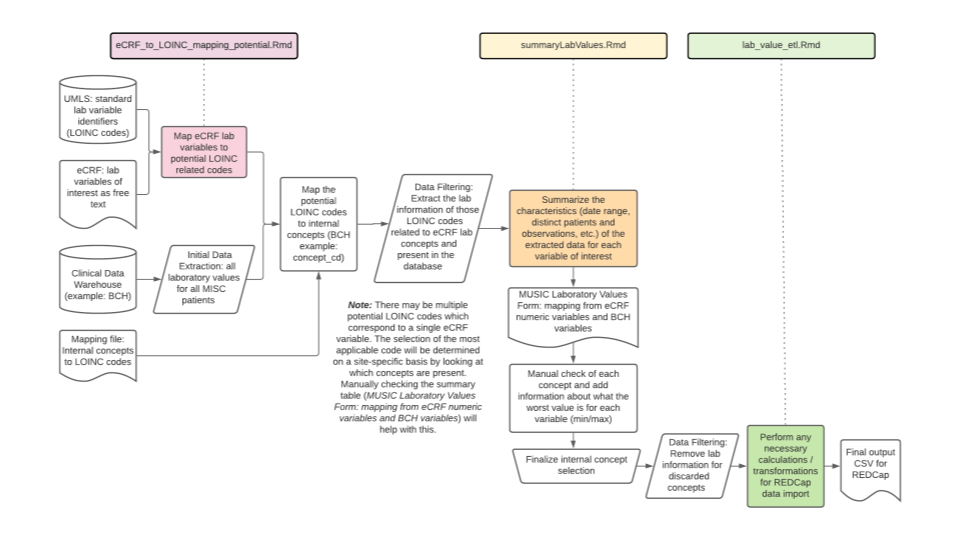 eCRF_to_LOINC_mapping_potential.Rmd
summaryLabValues.Rmd
lab_value_etl.Rmd
UMLS: standard
lab variable
identifiers
(LOINC codes)
eCRF: lab
variables of
interest as free
text
Map eCRF lab
variables to
potential LOINC
related codes
Clinical Data
Warehouse
(example: BCH)
Initial Data
Extraction: all
laboratory values
for all MISC
patients
Mapping file:
Internal concepts
to LOINC codes
Map the
potential
LOINC codes
to internal
concepts (BCH
example:
concept_cd)
Data Filtering:
Extract the lab
information of those
LOINC codes
related to eCRF lab
concepts and
present in the
database
Note: There may be multiple
potential LOINC codes which
correspond to a single eCRF
variable. The selection of the most
applicable code will be determined
on a site-specific basis by looking at
which concepts are present.
Manually checking the summary
table (MUSIC Laboratory Values
Form: mapping from eCRF numeric
variables and BCH variables) will
help with this.
Summarize the
characteristics (date range,
distinct patients and
observations, etc.) of the
extracted data for each
variable of interest
MUSIC Laboratory Values
Form: mapping from eCRF
numeric variables and BCH
variables
Manual check of each
concept and add
information about what the
worst value is for each
variable (min/max)
Finalize internal concept
selection
Data Filtering:
Remove lab
information for
discarded
concepts
Perform any
necessary
calculations /
transformations
for REDCap
data import
Final output
CSV for
REDCap